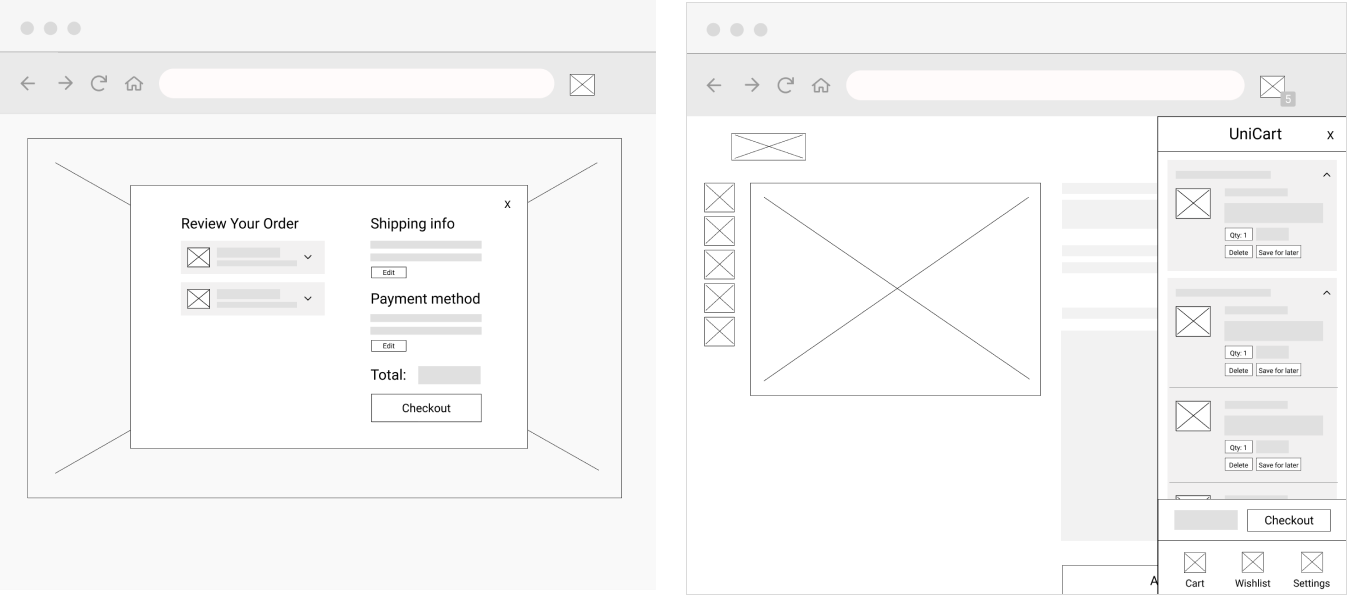 x
Review Your Order
Shipping info
Edit
Payment method
Edit
Total:
Checkout
5
UniCart x
Qty: 1
Delete Save for later
Qty: 1
Delete Save for later
Qty: 1
Delete Save for later
Checkout
A
Cart Wishlist Settings